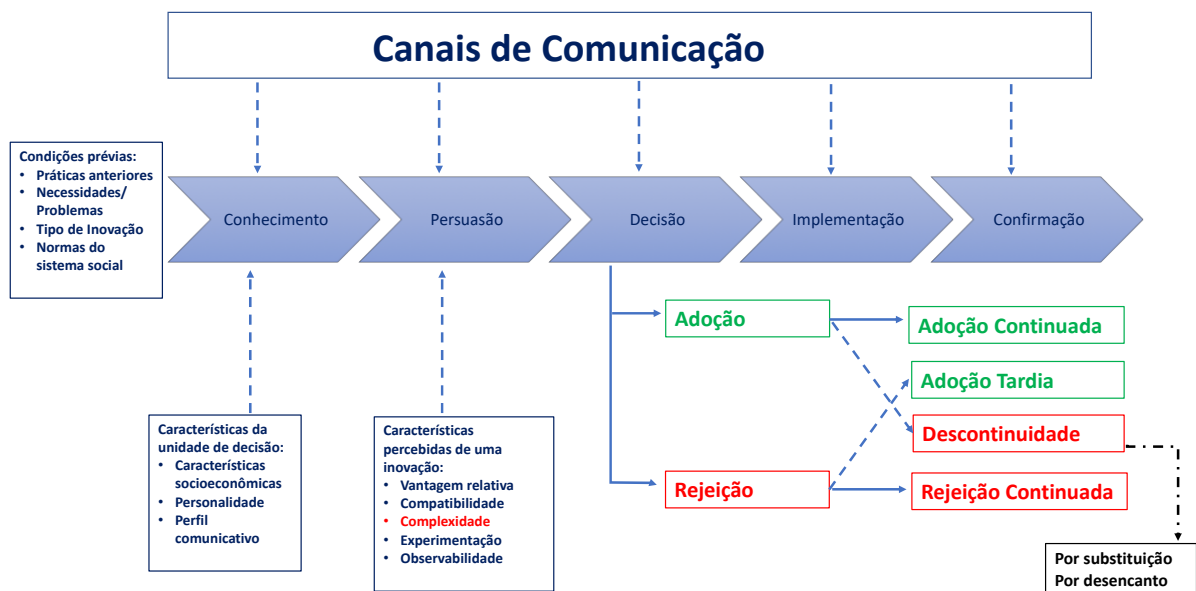 Canais de Comunicação
Condições prévias:
• Práticas anteriores
• Necessidades/
Problemas
• Tipo de Inovação
• Normas do
sistema social
Conhecimento
Persuasão
Decisão
Implementação
Confirmação
Adoção
Adoção Continuada
Adoção Tardia
Descontinuidade
Rejeição
Rejeição Continuada
Características da
unidade de decisão:
• Características
socioeconômicas
• Personalidade
• Perfil
comunicativo
Características
percebidas de uma
inovação:
• Vantagem relativa
• Compatibilidade
• Complexidade
• Experimentação
• Observabilidade
Por substituição
Por desencanto